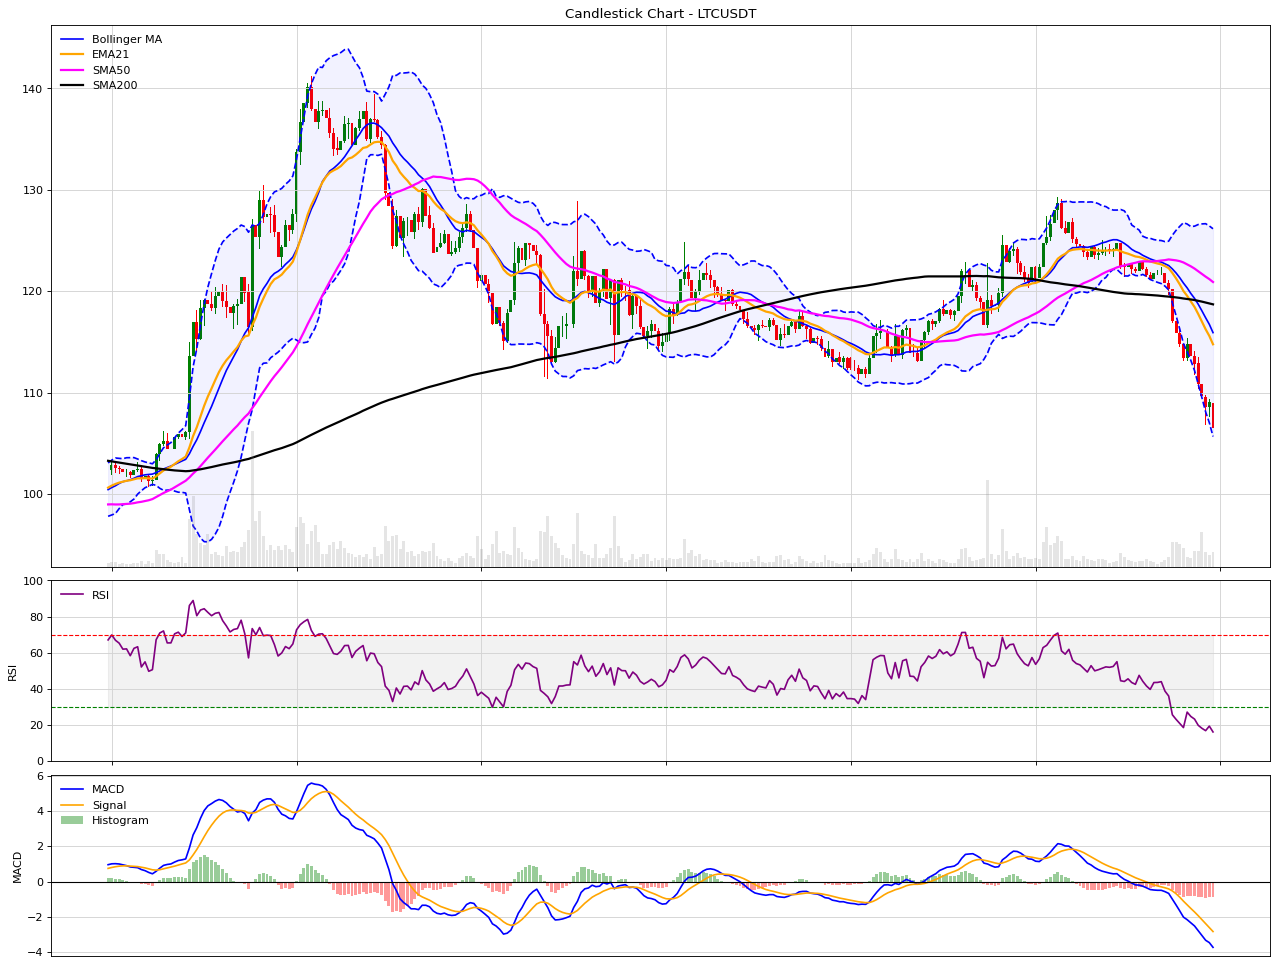 Candlestick Chart - LTCUSDT
Bollinger MA
EMA21
SMA50
SMA200
140
130
120
110
100
RSI
100
80
60
40
20
0
RSI
MACD
Signal
Histogram
6
4
2
0
−2
−4
MACD